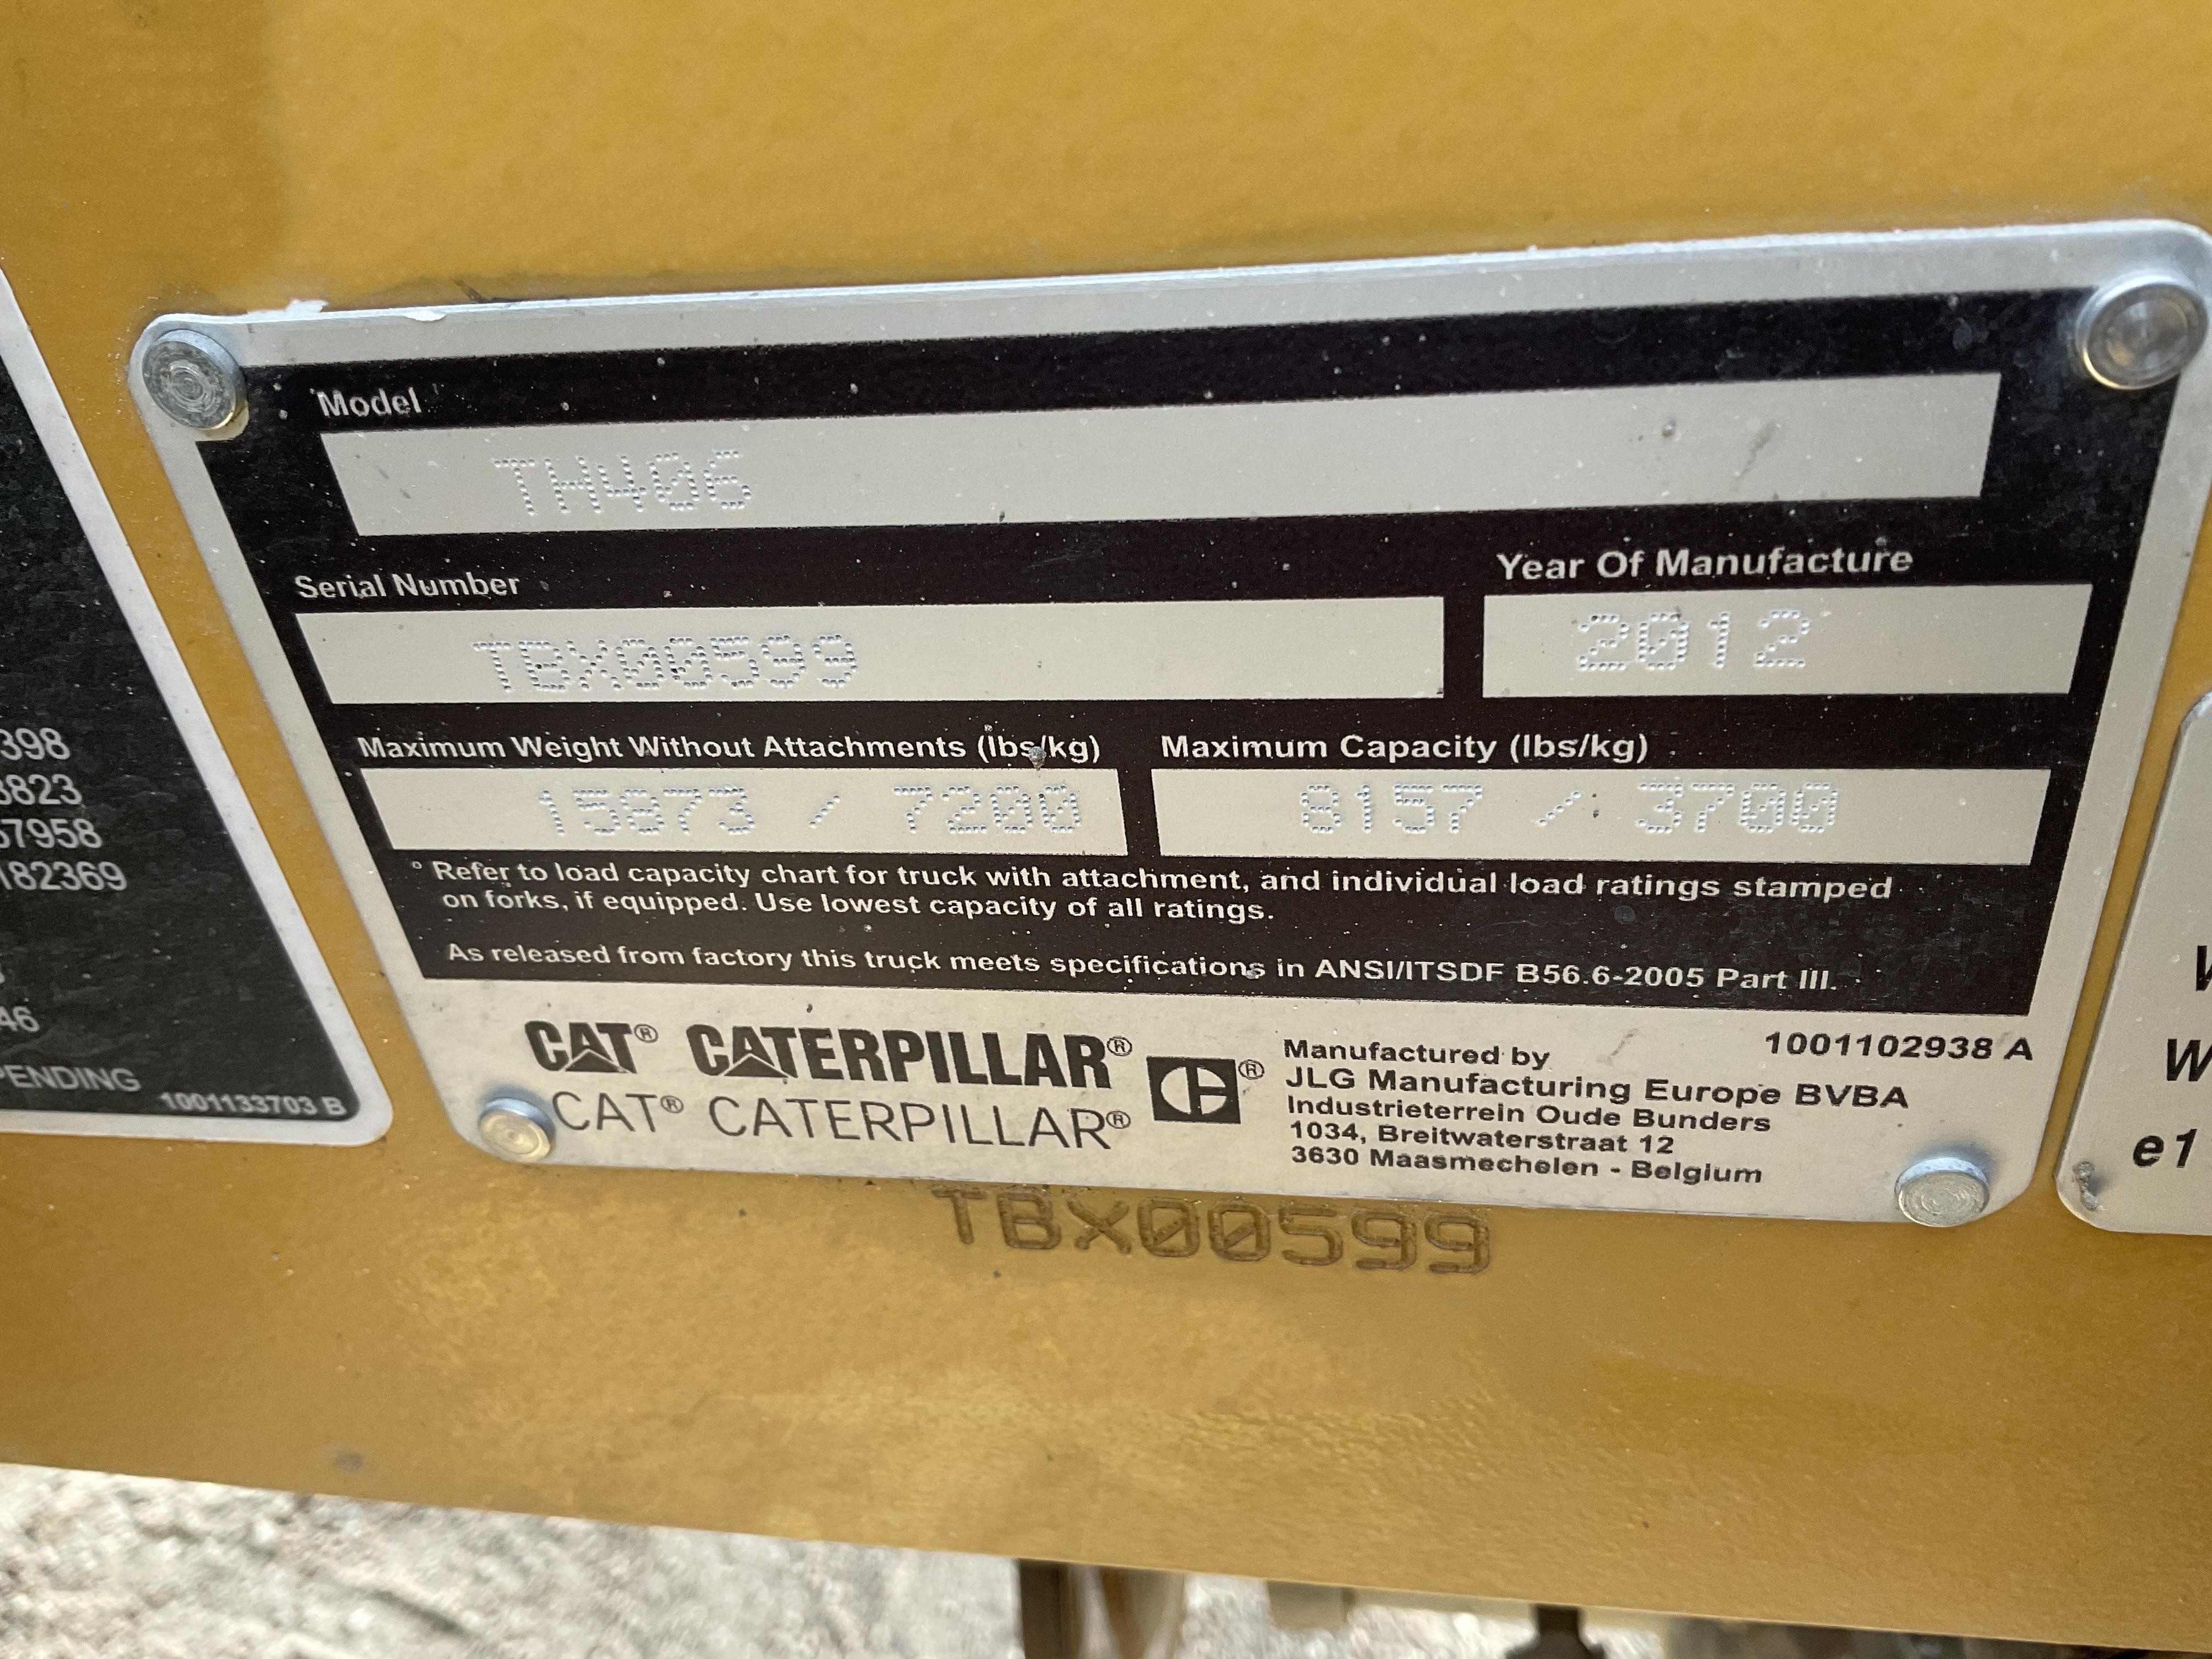 Model
TH406
Serial Number
TBX00599
Year Of Manufacture
2012
Maximum Weight Without Attachments (lbs/kg)
15873 / 7200
Maximum Capacity (lbs/kg)
8157 / 3700
° Refer to load capacity chart for truck with attachment, and individual load ratings stamped
on forks, if equipped. Use lowest capacity of all ratings.
As released from factory this truck meets specifications in ANSI/ITSDF B56.6-2005 Part III.
CAT® CATERPILLAR®
CAT® CATERPILLAR®
®
1001102938 A
Manufactured by
JLG Manufacturing Europe BVBA
Industrieterrein Oude Bunders
1034, Breitwaterstraat 12
3630 Maasmechelen - Belgium
TBX00599
398
3823
57958
182369
46
PENDING
1001133703 B
W
e1